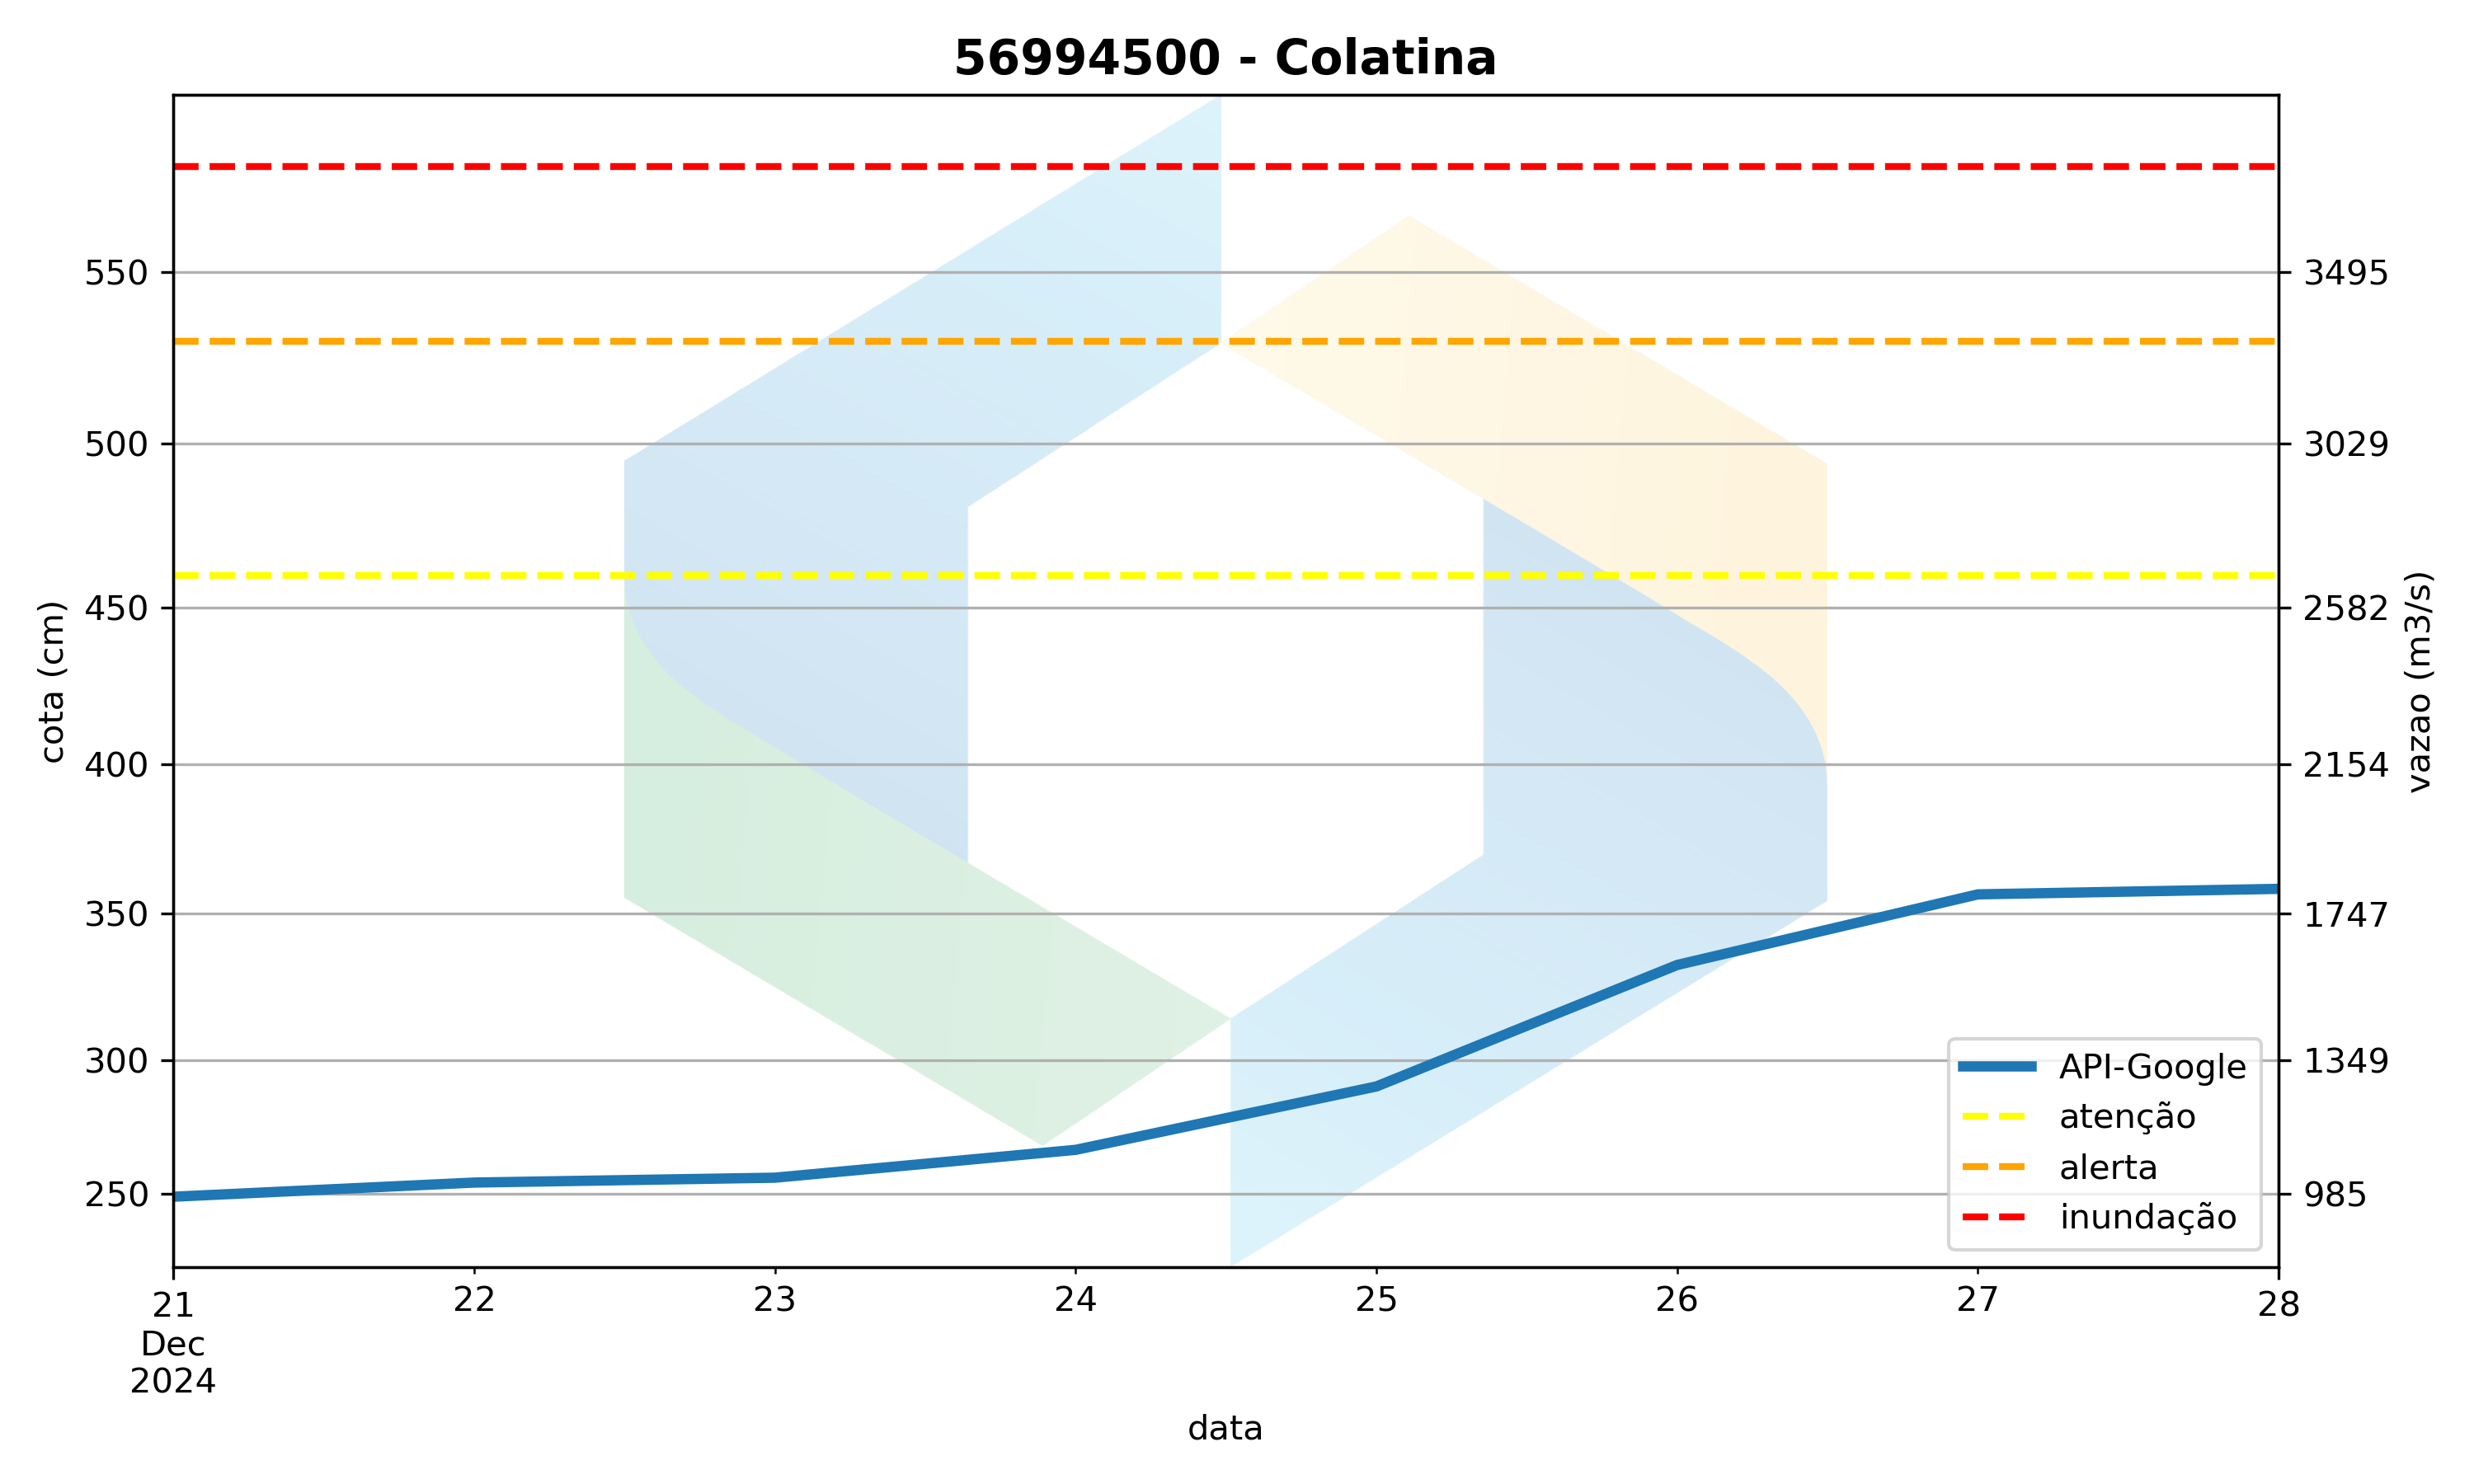 56994500 - Colatina
550
500
450
400
350
300
250
cota (cm)
3495
3029
2582
2154
1747
1349
985
vazao (m3/s)
API-Google
atenção
alerta
inundação
21
22
23
24
25
26
27
28
Dec
2024
data